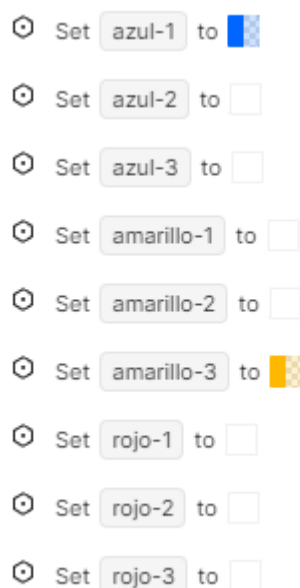 Set azul-1 to
Set azul-2 to
Set azul-3 to
Set amarillo-1 to
Set amarillo-2 to
Set amarillo-3 to
Set rojo-1 to
Set rojo-2 to
Set rojo-3 to